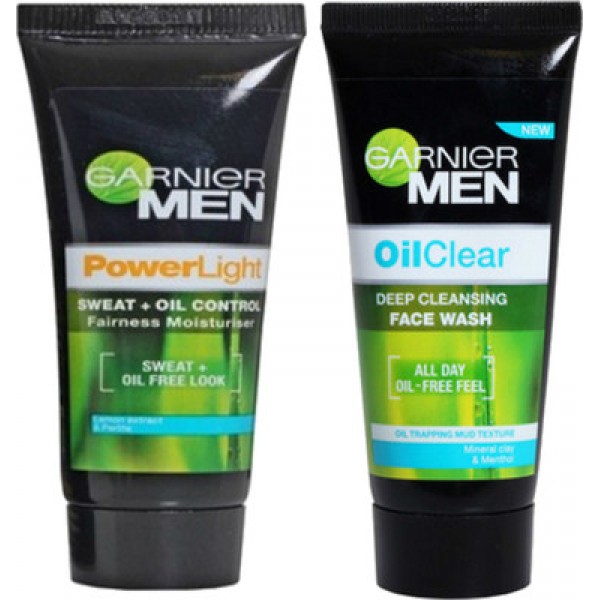 GARNIER
MEN
PowerLight
SWEAT + OIL CONTROL
Fairness Moisturiser
SWEAT +
OIL FREE LOOK
Lemon extract
& Perlite
NEW
GARNIER
MEN
OilClear
DEEP CLEANSING
FACE WASH
ALL DAY
OIL-FREE FEEL
OIL TRAPPING MUD TEXTURE
Mineral clay
& Menthol